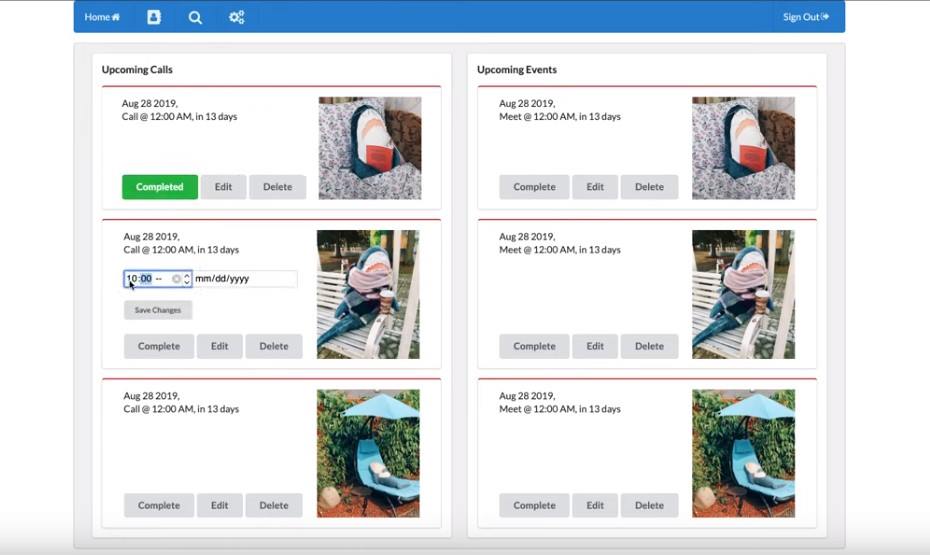 Home
Sign Out
Upcoming Calls
Aug 28 2019,
Call @ 12:00 AM, in 13 days
Completed
Edit
Delete
Aug 28 2019,
Call @ 12:00 AM, in 13 days
10:00 -- mm/dd/yyyy
Save Changes
Complete
Edit
Delete
Aug 28 2019,
Call @ 12:00 AM, in 13 days
Complete
Edit
Delete
Upcoming Events
Aug 28 2019,
Meet @ 12:00 AM, in 13 days
Complete
Edit
Delete
Aug 28 2019,
Meet @ 12:00 AM, in 13 days
Complete
Edit
Delete
Aug 28 2019,
Meet @ 12:00 AM, in 13 days
Complete
Edit
Delete